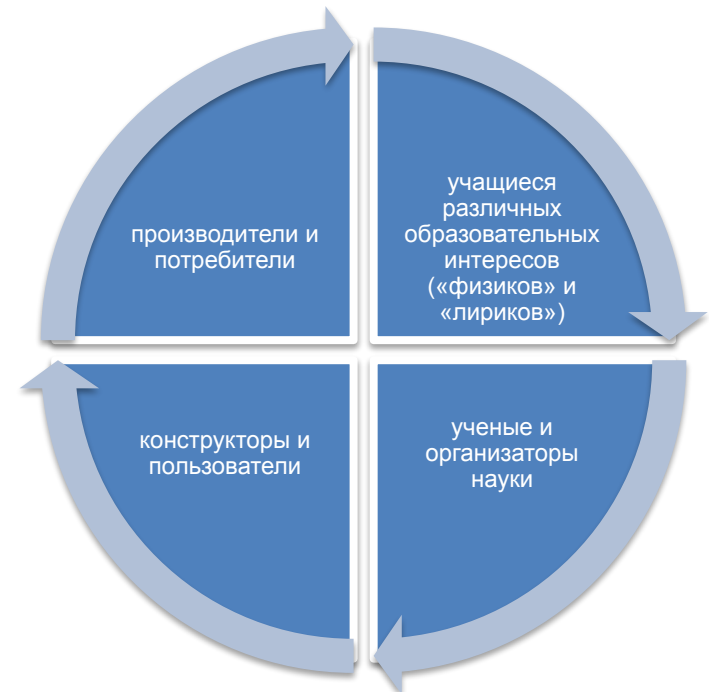 производители и
потребители
учащиеся
различных
образовательных
интересов
(«физиков» и
«лириков»)
конструкторы и
пользователи
ученые и
организаторы
науки